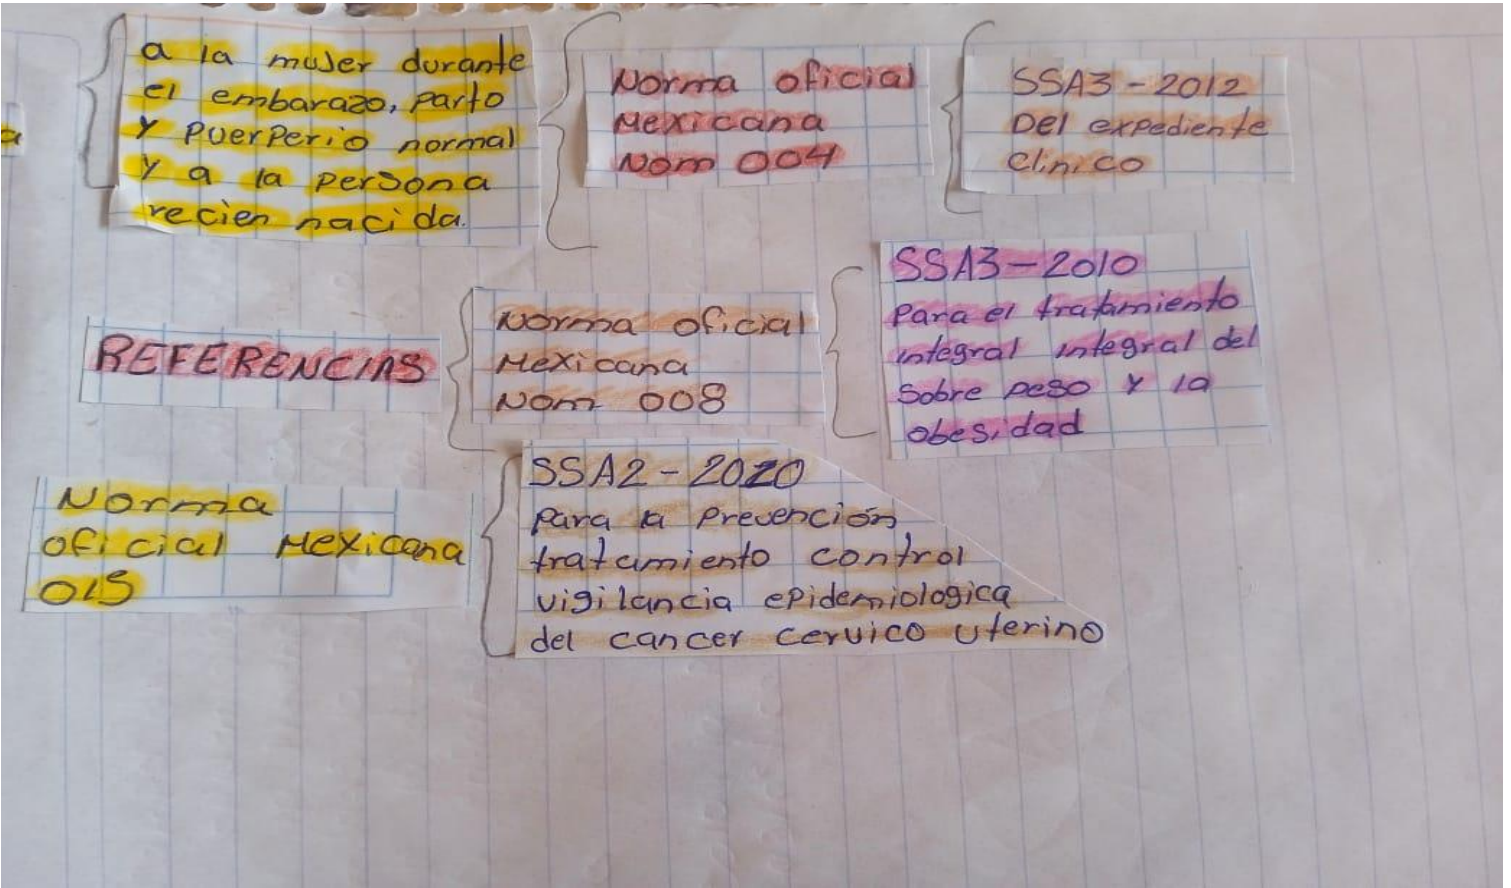 a
a la mujer durante
el embarazo, parto
y puerperio normal
y a la persona
recien nacida.
Norma oficial
Mexicana
Nom 004
SSA3-2012
Del expediente
Clinico
REFERENCIAS
Norma oficial
Mexicana
Nom 008
SSA3-2010
Para el tratamiento
integral integral del
Sobre peso y la
obesidad
Norma
oficial Mexicana
015
SSA2-2020
para la Prevención
tratamiento control
vigilancia epidemiologica
del cancer cervico uterino